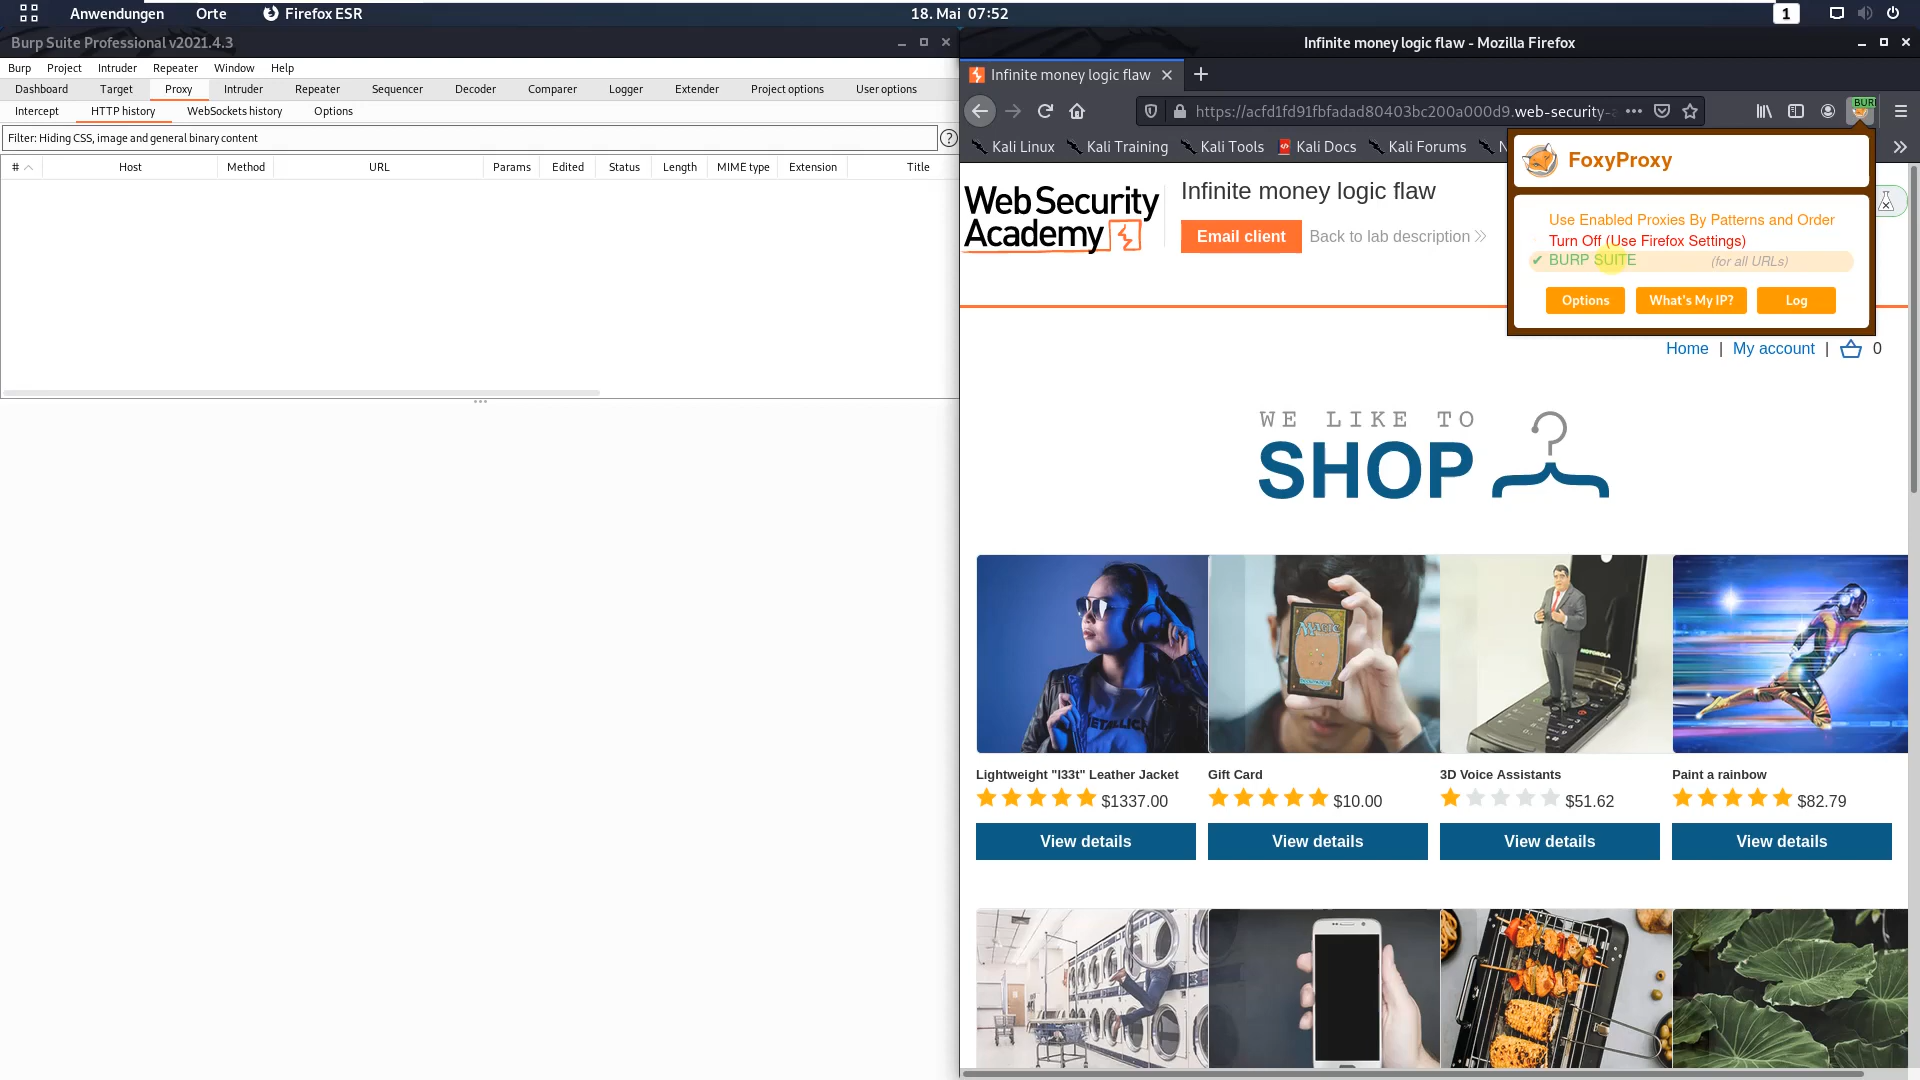 Anwendungen Orte Firefox ESR 18. Mai 07:52 1
Burp Suite Professional v2021.4.3
Burp Project Intruder Repeater Window Help
Dashboard Target Proxy Intruder Repeater Sequencer Decoder Comparer Logger Extender Project options User options
Intercept HTTP history WebSockets history Options
Filter: Hiding CSS, image and general binary content ?
# Host Method URL Params Edited Status Length MIME type Extension Title
Infinite money logic flaw - Mozilla Firefox
Infinite money logic flaw
https://acfd1fd91fbfadad80403bc200a000d9.web-security-
Kali Linux Kali Training Kali Tools Kali Docs Kali Forums N
FoxyProxy
Use Enabled Proxies By Patterns and Order
Turn Off (Use Firefox Settings)
✔ BURP SUITE (for all URLs)
Options What's My IP? Log
Web Security
Academy
Infinite money logic flaw
Email client Back to lab description
Home | My account | 0
WE LIKE TO
SHOP
METALLICA
MAGIC
MOTOROLA
Lightweight "l33t" Leather Jacket Gift Card 3D Voice Assistants Paint a rainbow
$1337.00 $10.00 $51.62 $82.79
View details View details View details View details